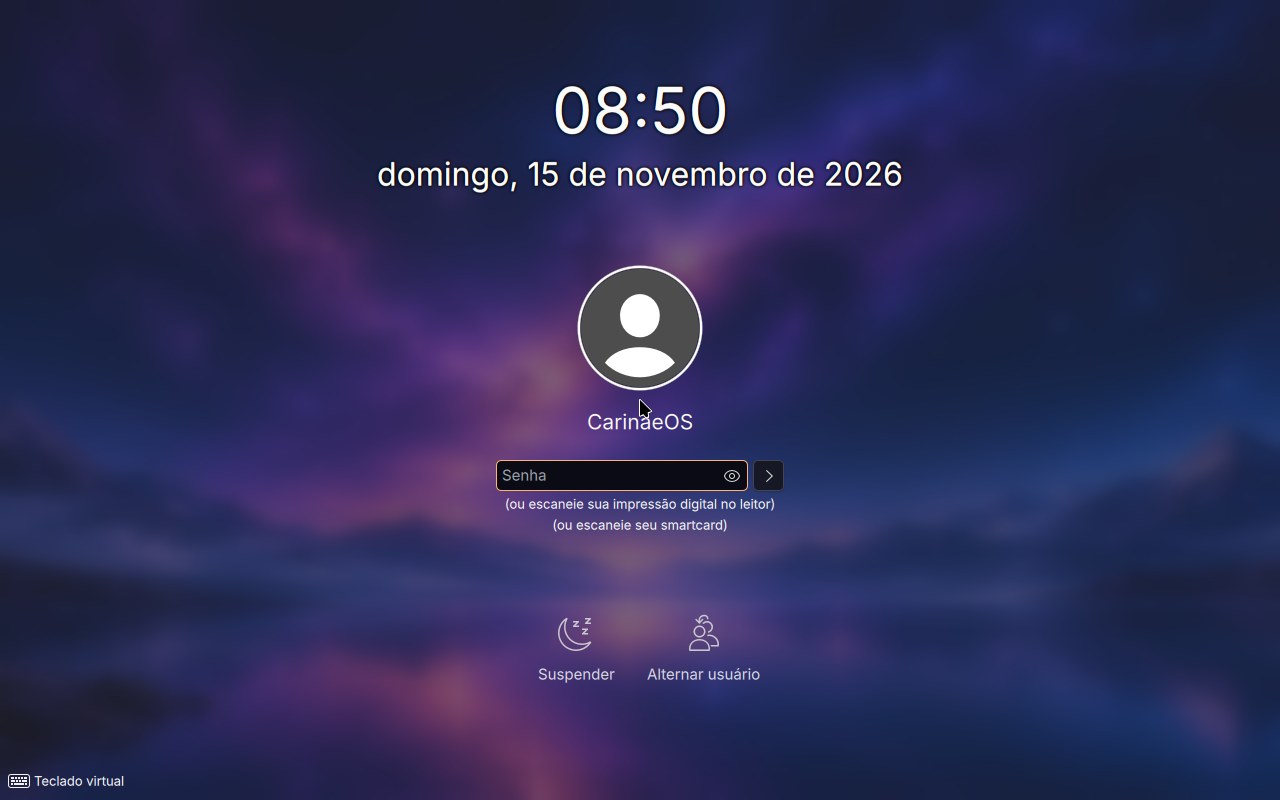 08:50
domingo, 15 de novembro de 2026
CarinaeOS
Senha
(ou escaneie sua impressão digital no leitor)
(ou escaneie seu smartcard)
Suspender
Alternar usuário
Teclado virtual